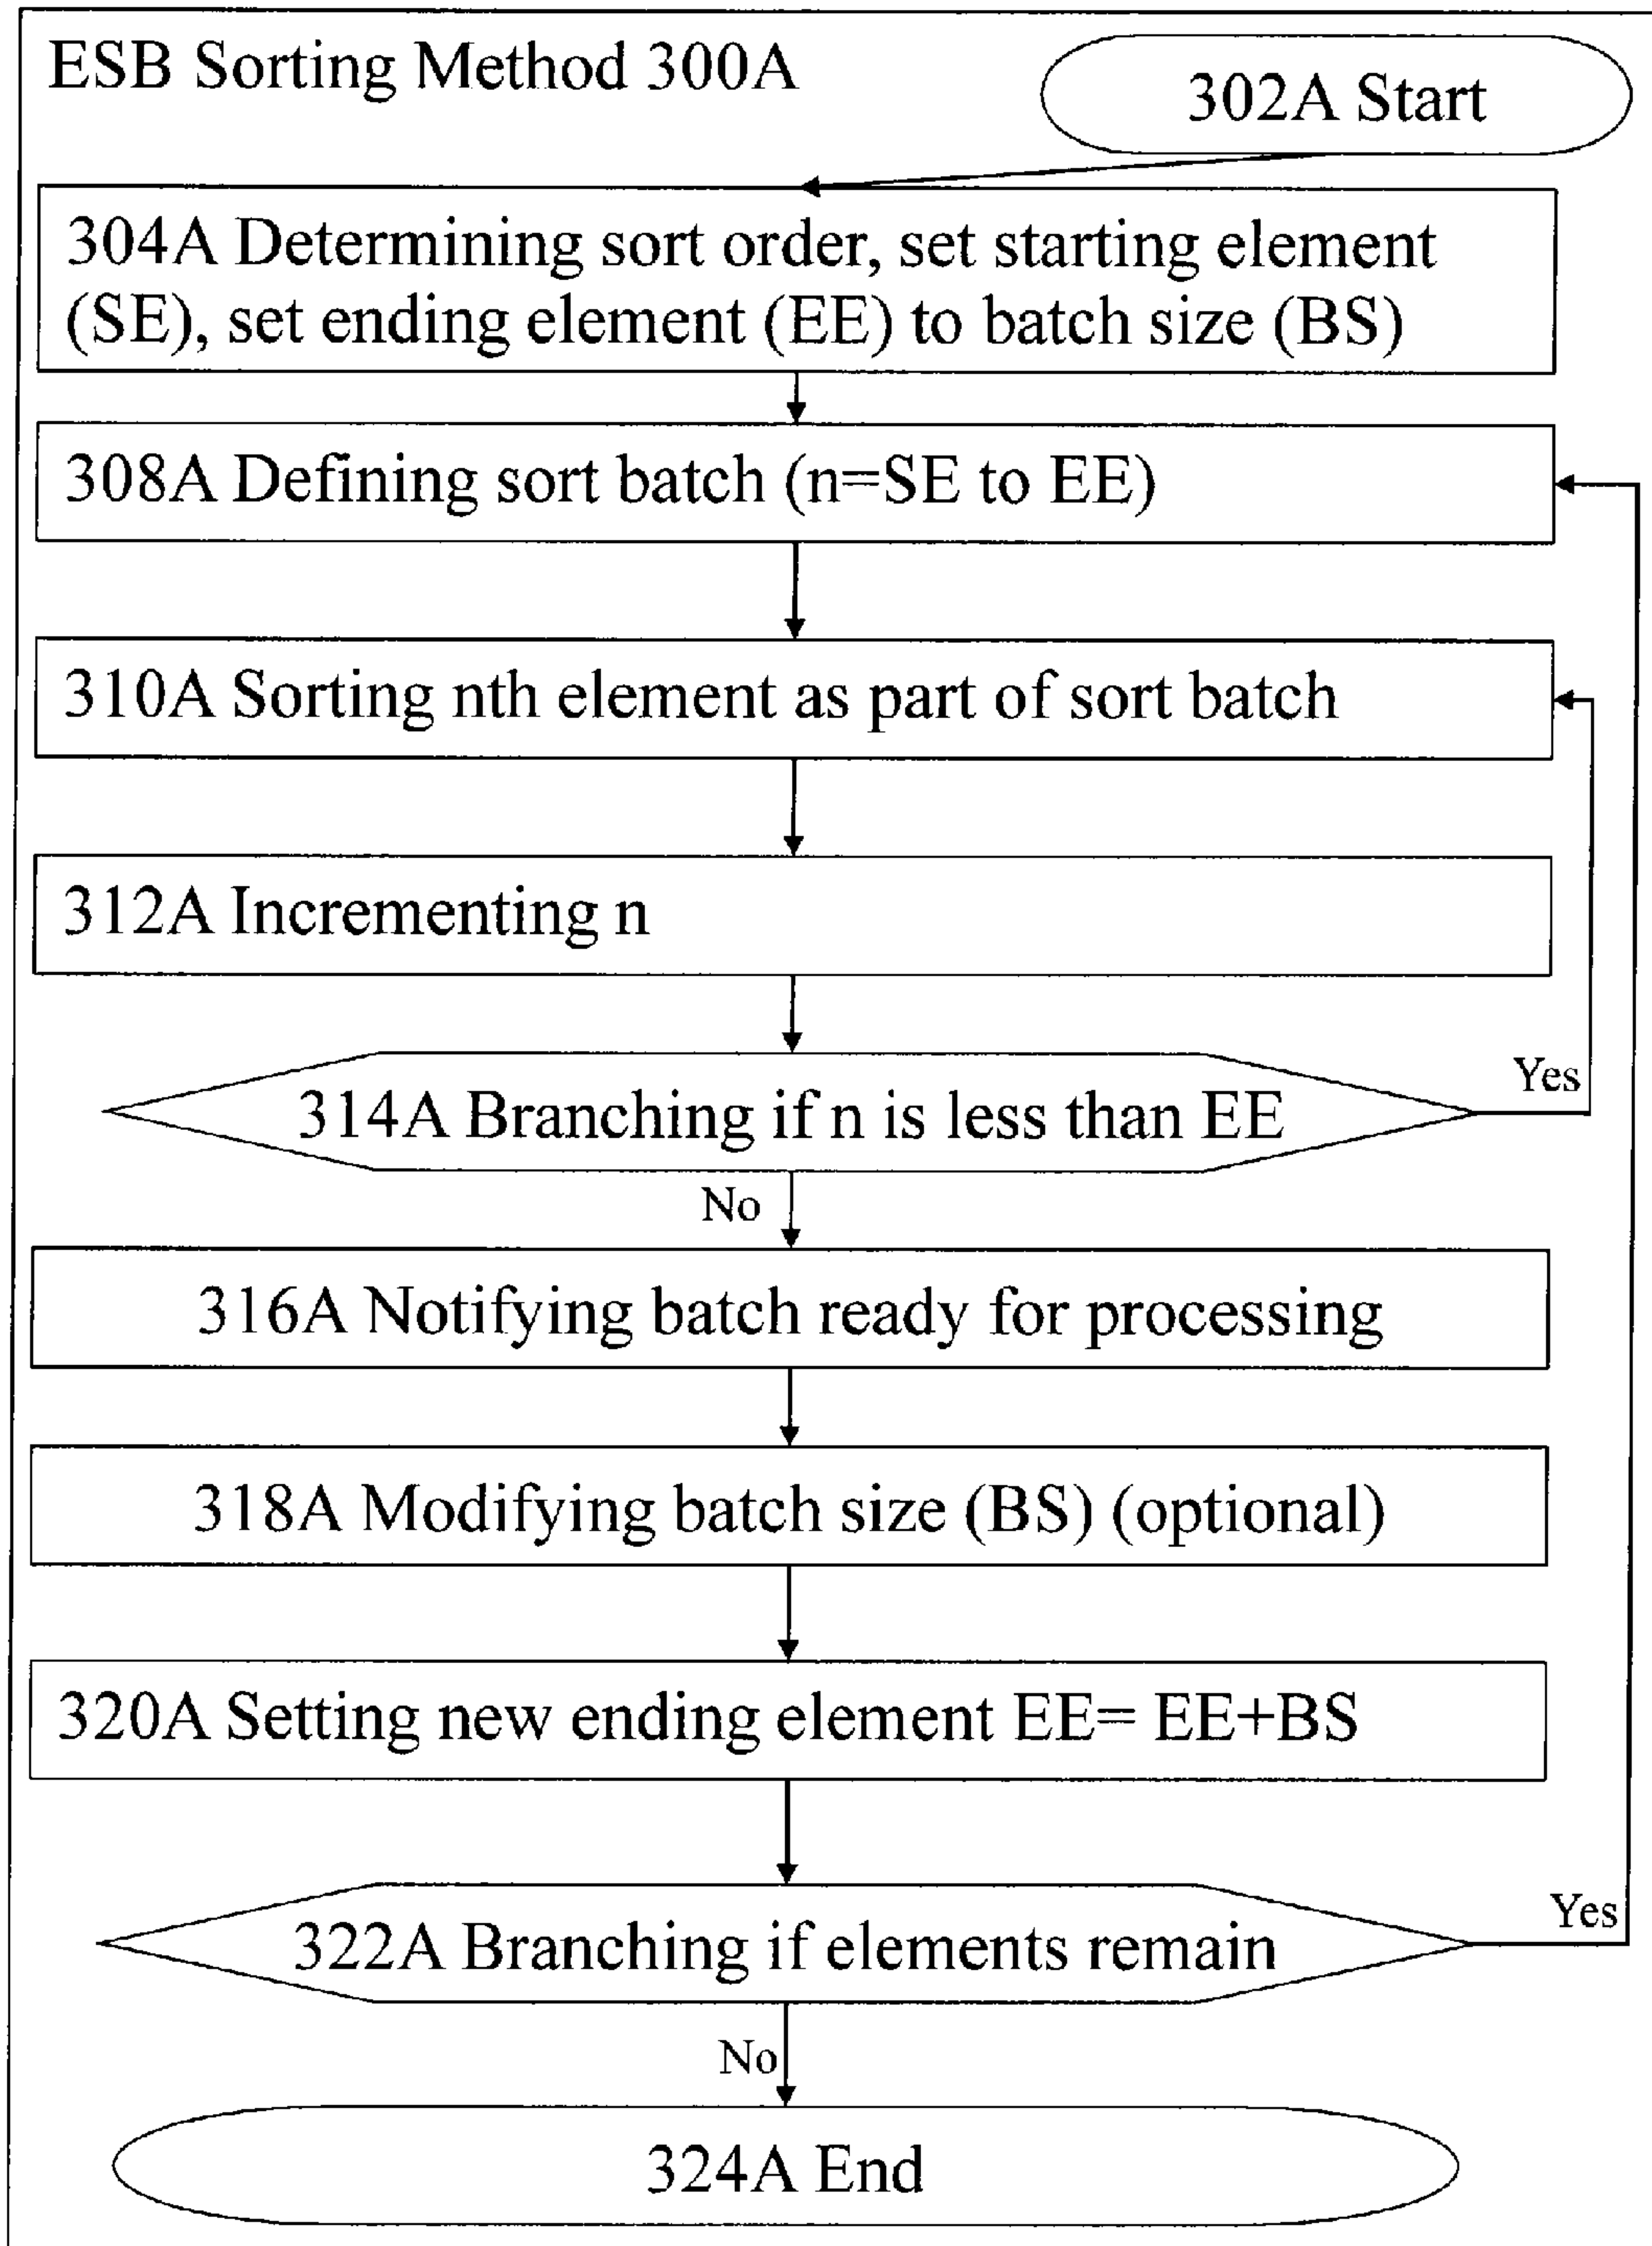 ESB Sorting Method 300A
302A Start
304A Determining sort order, set starting element
(SE), set ending element (EE) to batch size (BS)
308A Defining sort batch (n=SE to EE)
310A Sorting nth element as part of sort batch
312A Incrementing n
314A Branching if n is less than EE
Yes
No
316A Notifying batch ready for processing
318A Modifying batch size (BS) (optional)
320A Setting new ending element EE= EE+BS
322A Branching if elements remain
Yes
No
324A End